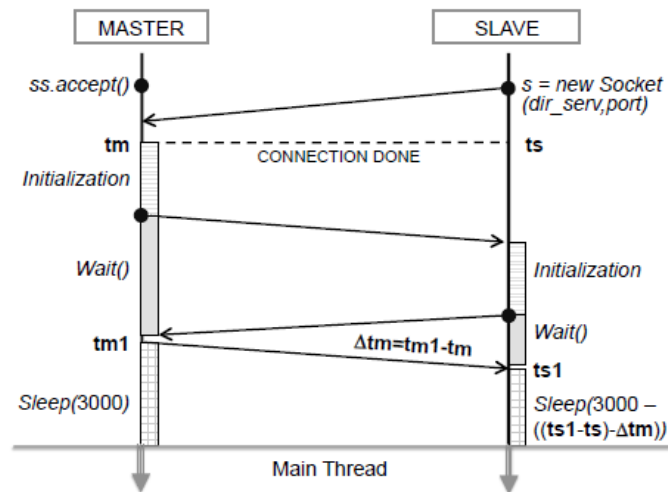 MASTER
SLAVE
ss.accept()
s = new Socket
(dir_serv,port)
tm
ts
CONNECTION DONE
Initialization
Wait()
Initialization
Δtm=tm1-tm
Wait()
tm1
ts1
Sleep(3000)
Sleep(3000 –
((ts1-ts)-Δtm))
Main Thread